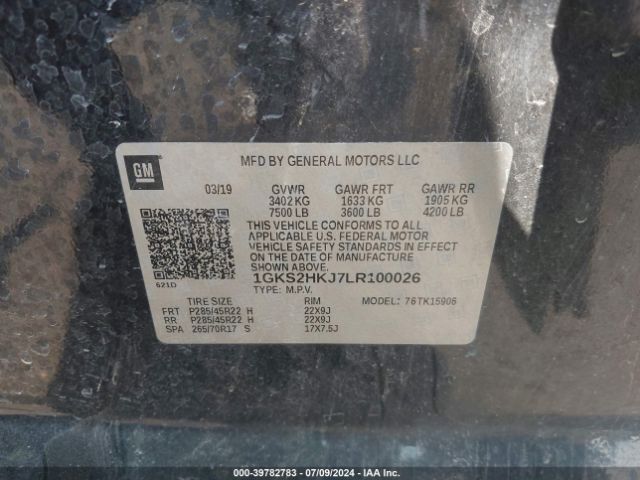 GM
MFD BY GENERAL MOTORS LLC
03/19 GVWR GAWR FRT GAWR RR
3402 KG 1633 KG 1905 KG
7500 LB 3600 LB 4200 LB
THIS VEHICLE CONFORMS TO ALL
APPLICABLE U.S. FEDERAL MOTOR
VEHICLE SAFETY STANDARDS IN EFFECT
ON THE DATE OF MANUFACTURE
SHOWN ABOVE.
621D
1GKS2HKJ7LR100026
TYPE: M.P.V. MODEL: 76TK15906
TIRE SIZE RIM
FRT P285/45R22 H 22X9J
RR P285/45R22 H 22X9J
SPA 265/70R17 S 17X7.5J
000-39782783 - 07/09/2024 - IAA Inc.